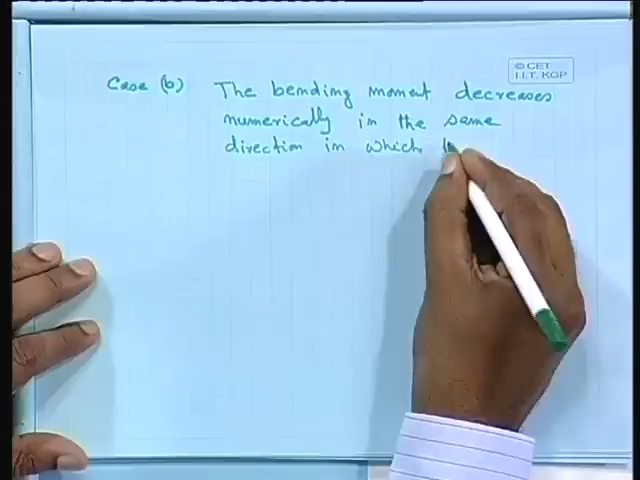 © CET
I.I.T. KGP
Case (b) The bending moment decreases
numerically in the same
direction in which